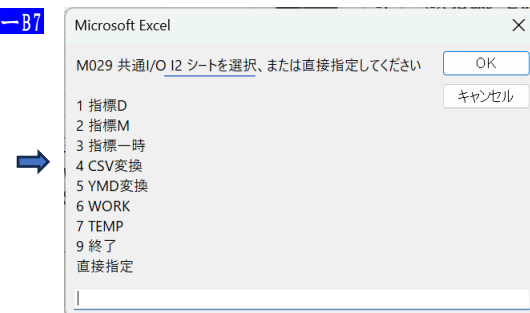 ーB7
Microsoft Excel
M029 共通I/O I2 シートを選択、または直接指定してください
OK
キャンセル
1 指標D
2 指標M
3 指標一時
4 CSV変換
5 YMD変換
6 WORK
7 TEMP
9 終了
直接指定